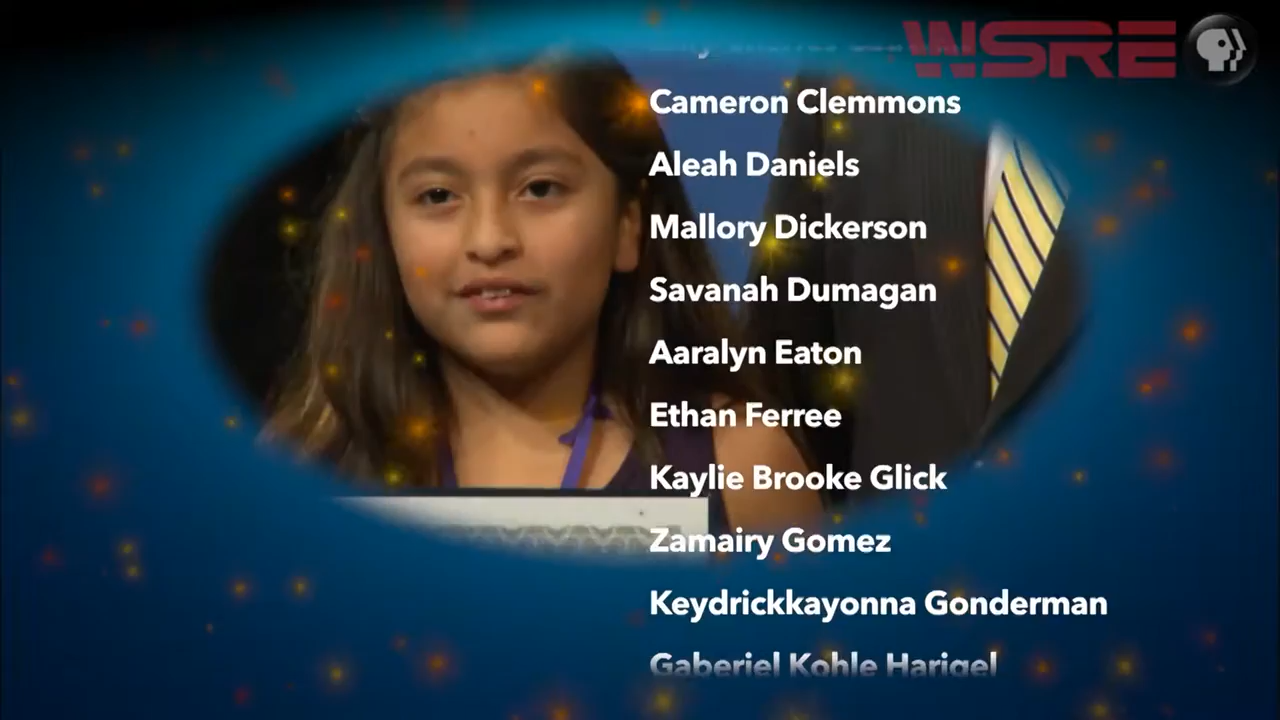 WSRE
Cameron Clemmons
Aleah Daniels
Mallory Dickerson
Savanah Dumagan
Aaralyn Eaton
Ethan Ferree
Kaylie Brooke Glick
Zamairy Gomez
Keydrickkayonna Gonderman
Gaberiel Kohle Harigel